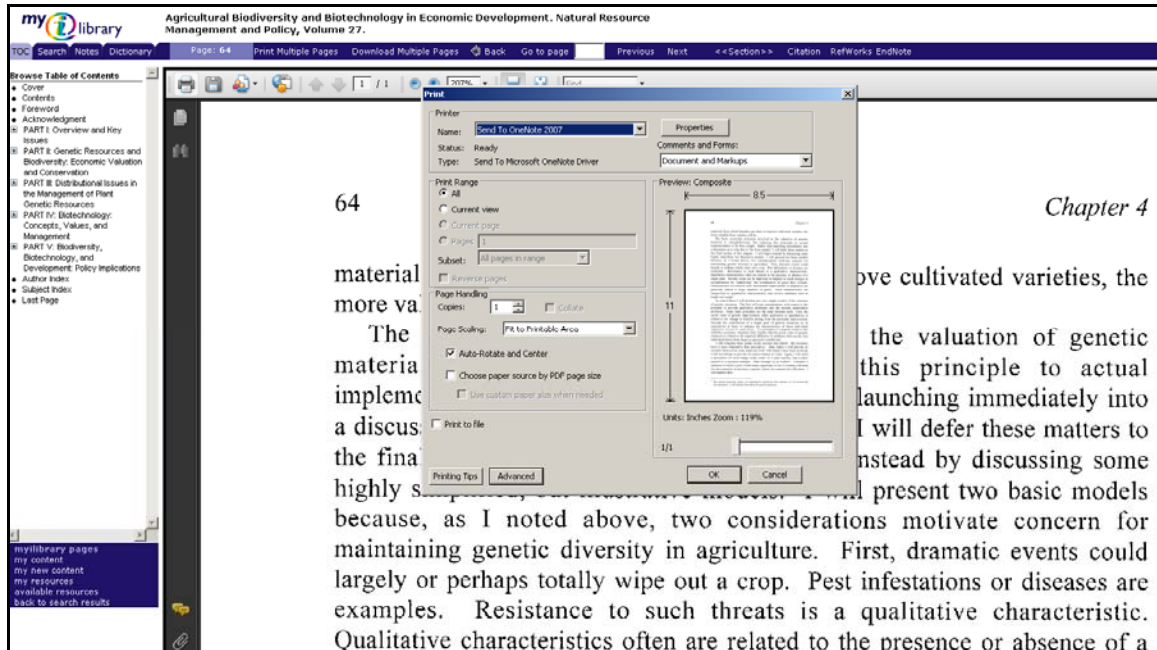 my i library
Agricultural Biodiversity and Biotechnology in Economic Development. Natural Resource
Management and Policy, Volume 27.
TOC Search Notes Dictionary
Page: 64 Print Multiple Pages Download Multiple Pages Back Go to page Previous Next <<Section>> Citation RefWorks EndNote
Browse Table of Contents
Cover
Contents
Foreword
Acknowledgment
PART I: Overview and Key
Issues
PART II: Genetic Resources and
Biodiversity: Economic Valuation
and Conservation
PART III: Distributional Issues in
the Management of Plant
Genetic Resources
PART IV: Biotechnology:
Concepts, Values, and
Management
PART V: Biodiversity,
Biotechnology, and
Development: Policy Implications
Author Index
Subject Index
Last Page
myilibrary pages
my content
my new content
my resources
available resources
back to search results
1 / 1 207% Find
Print
Printer
Name: Send To OneNote 2007 Properties
Status: Ready Comments and Forms:
Type: Send To Microsoft OneNote Driver Document and Markups
Print Range
All
Current view
Current page
Pages 1
Subset: All pages in range
Reverse pages
Page Handling
Copies: 1 Collate
Page Scaling: Fit to Printable Area
Auto-Rotate and Center
Choose paper source by PDF page size
Use custom paper size when needed
Print to file
Printing Tips Advanced
Preview: Composite
8.5
11
Units: Inches Zoom : 119%
1/1
OK Cancel
64 Chapter 4
material ove cultivated varieties, the
more va
The the valuation of genetic
materia this principle to actual
impleme launching immediately into
a discus I will defer these matters to
the fina nstead by discussing some
highly will present two basic models
because, as I noted above, two considerations motivate concern for
maintaining genetic diversity in agriculture. First, dramatic events could
largely or perhaps totally wipe out a crop. Pest infestations or diseases are
examples. Resistance to such threats is a qualitative characteristic.
Qualitative characteristics often are related to the presence or absence of a